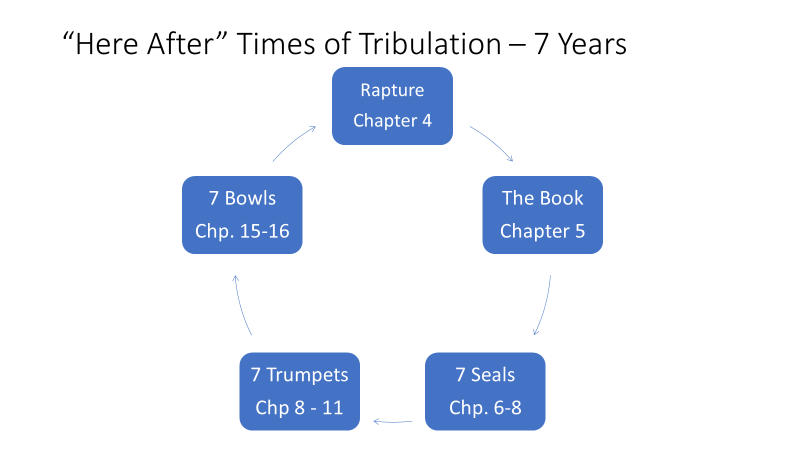 “Here After” Times of Tribulation – 7 Years
Rapture
Chapter 4
The Book
Chapter 5
7 Seals
Chp. 6-8
7 Trumpets
Chp 8 - 11
7 Bowls
Chp. 15-16